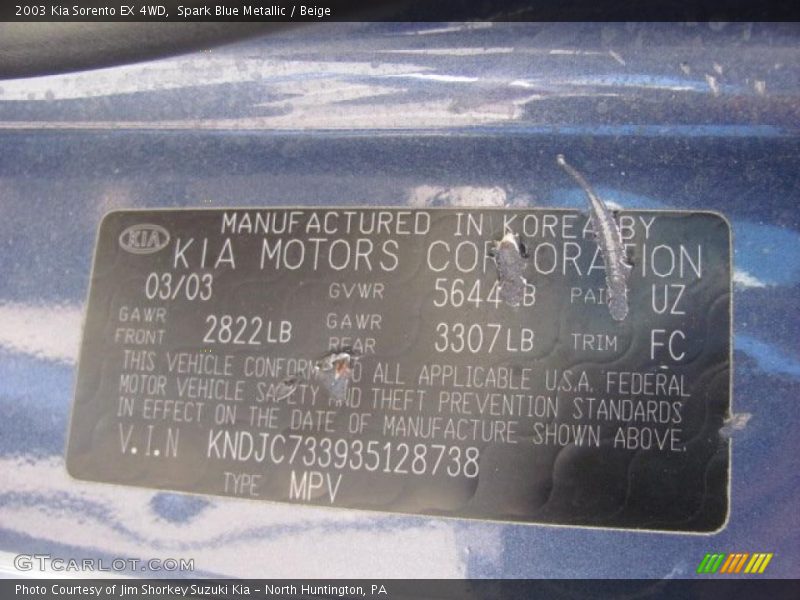 2003 Kia Sorento EX 4WD, Spark Blue Metallic / Beige
KIA
MANUFACTURED IN KOREA BY
KIA MOTORS CORPORATION
03/03 GVWR 5644LB PAINT UZ
GAWR FRONT 2822LB GAWR REAR 3307LB TRIM FC
THIS VEHICLE CONFORMS TO ALL APPLICABLE U.S.A. FEDERAL
MOTOR VEHICLE SAFETY AND THEFT PREVENTION STANDARDS
IN EFFECT ON THE DATE OF MANUFACTURE SHOWN ABOVE.
V.I.N KNDJC733935128738
TYPE MPV
GTCARLOT.COM
Photo Courtesy of Jim Shorkey Suzuki Kia - North Huntington, PA